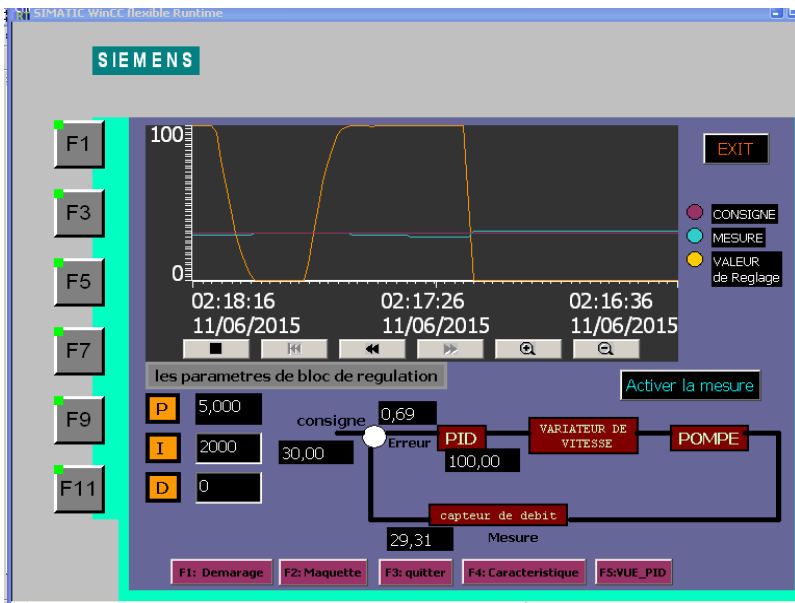 SIMATIC WinCC flexible Runtime
SIEMENS
F1
F3
F5
F7
F9
F11
100
0
EXIT
CONSIGNE
MESURE
VALEUR
de Reglage
02:18:16 02:17:26 02:16:36
11/06/2015 11/06/2015 11/06/2015
les parametres de bloc de regulation
Activer la mesure
P 5,000
I 2000
D 0
consigne
30,00
0,69
Erreur
PID
100,00
VARIATEUR DE
VITESSE
POMPE
capteur de debit
29,31
Mesure
F1: Demarage
F2: Maquette
F3: quitter
F4: Caracteristique
F5:VUE_PID